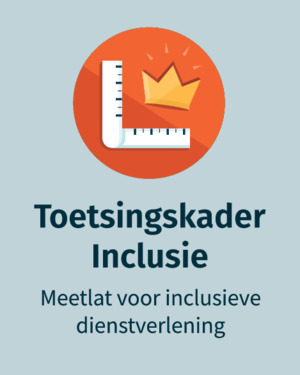 Toetsingskader
Inclusie
Meetlat voor inclusieve
dienstverlening